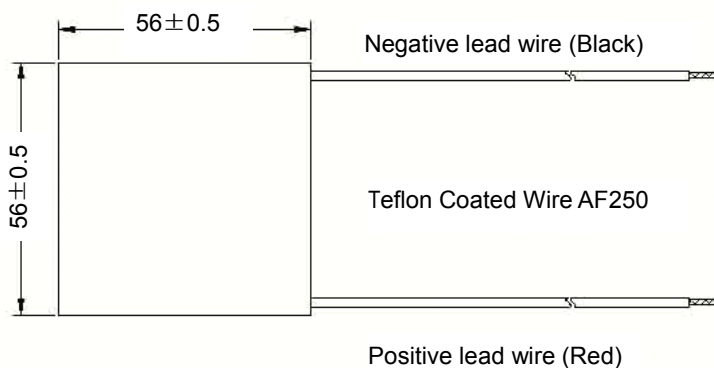 56±0.5
Negative lead wire (Black)
56±0.5
Teflon Coated Wire AF250
Positive lead wire (Red)